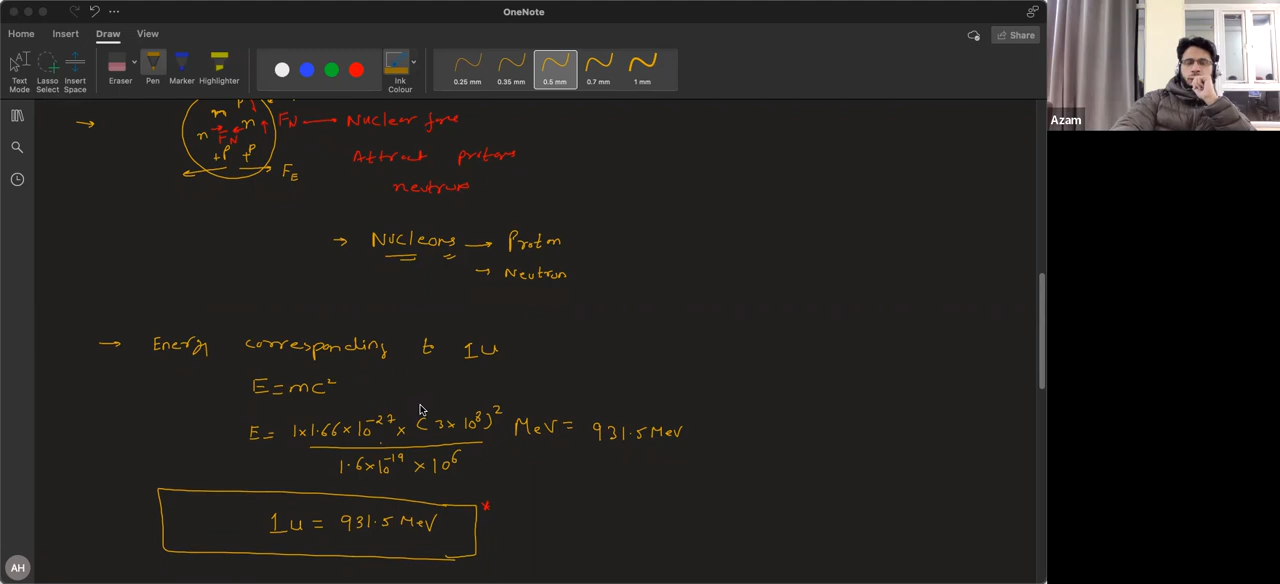 OneNote
Home Insert Draw View
Share
Text Mode
Lasso Select
Insert Space
Eraser
Pen
Marker
Highlighter
Ink Colour
0.25 mm
0.35 mm
0.5 mm
0.7 mm
1 mm
Azam
n P
n n
FN
+P +P
FE
→
FN → Nuclear force
Attract protons
neutrons
→ Nucleons → Proton
→ Neutron
→ Energy corresponding to 1u
E=mc²
E= 1×1.66×10⁻²⁷×(3×10⁸)² MeV = 931.5 MeV
1.6×10⁻¹⁹ × 10⁶
1u = 931.5 MeV *
AH